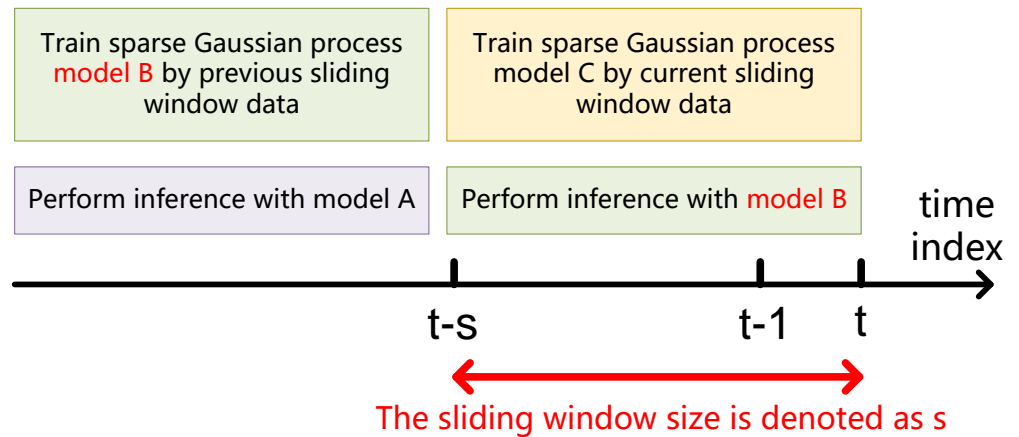 Train sparse Gaussian process
model B by previous sliding
window data
Train sparse Gaussian process
model C by current sliding
window data
Perform inference with model A
Perform inference with model B
time
index
t-s
t-1
t
The sliding window size is denoted as s